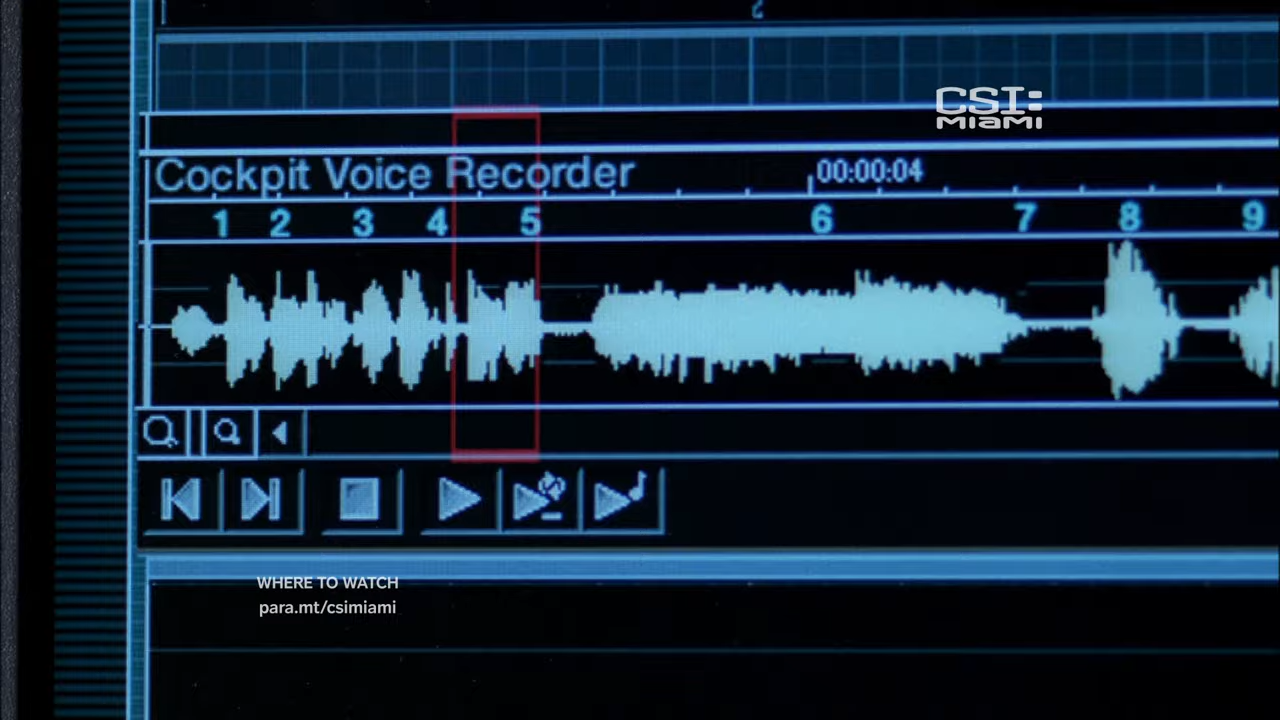 2
CSI:
MIAMI
Cockpit Voice Recorder 00:00:04
1 2 3 4 5 6 7 8 9
WHERE TO WATCH
para.mt/csimiami